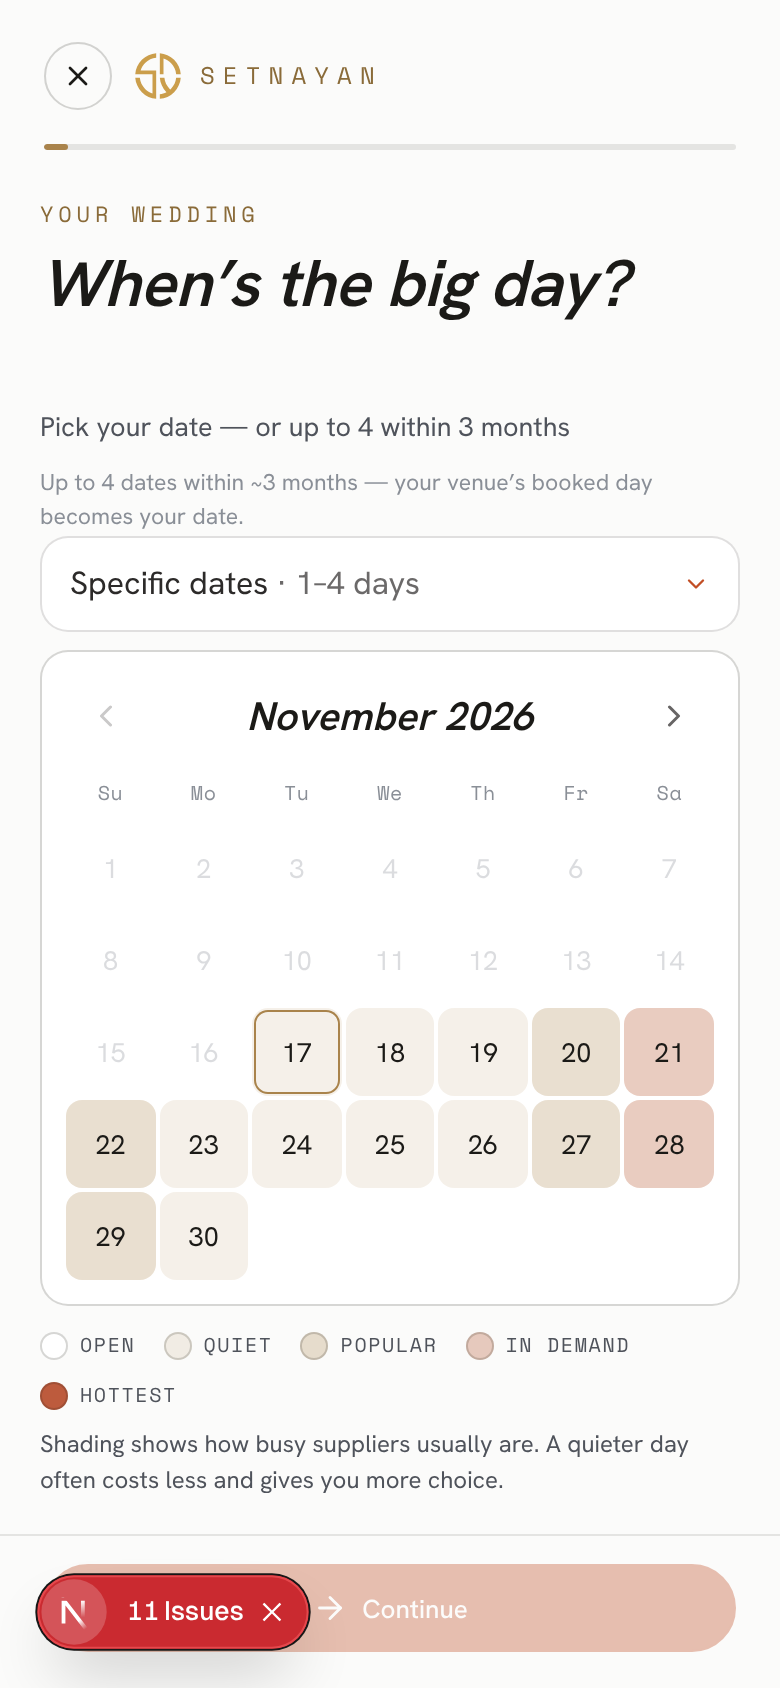 SETNAYAN
YOUR WEDDING
When's the big day?
Pick your date — or up to 4 within 3 months
Up to 4 dates within ~3 months — your venue's booked day
becomes your date.
Specific dates · 1–4 days
November 2026
Su Mo Tu We Th Fr Sa
1 2 3 4 5 6 7
8 9 10 11 12 13 14
15 16 17 18 19 20 21
22 23 24 25 26 27 28
29 30
OPEN QUIET POPULAR IN DEMAND
HOTTEST
Shading shows how busy suppliers usually are. A quieter day
often costs less and gives you more choice.
N 11 Issues → Continue